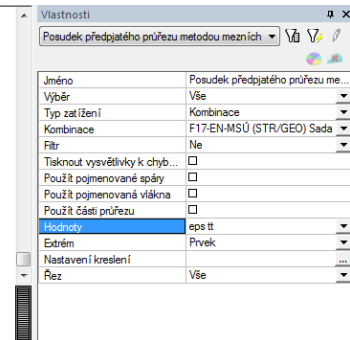 Vlastnosti
Posudek předpjatého průřezu metodou mezních
Jméno Posudek předpjatého průřezu me...
Výběr Vše
Typ zatížení Kombinace
Kombinace F17-EN-MSÚ (STR/GEO) Sada
Filtr Ne
Tisknout vysvětlivky k chyb...
Použít pojmenované spáry
Použít pojmenovaná vlákna
Použít části průřezu
Hodnoty eps tt
Extrém Prvek
Nastavení kreslení ...
Řez Vše